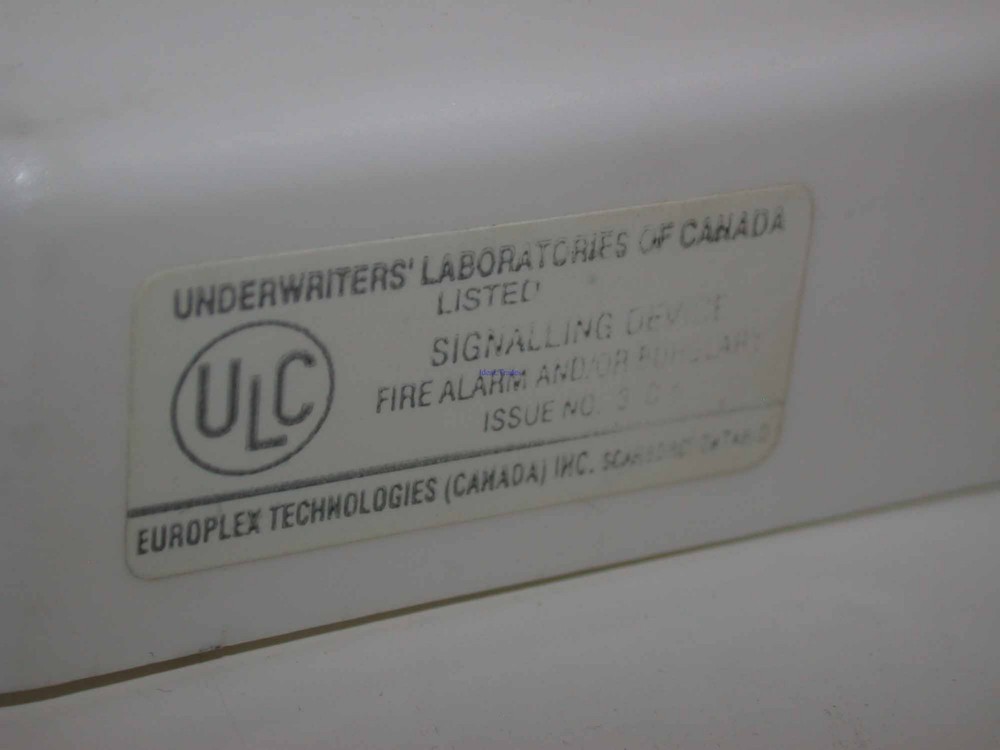 UNDERWRITERS' LABORATORIES OF CANADA
LISTED
ULC
SIGNALLING DEVICE
FIRE ALARM AND/OR BURGLARY
ISSUE NO.
EUROPLEX TECHNOLOGIES (CANADA) INC.